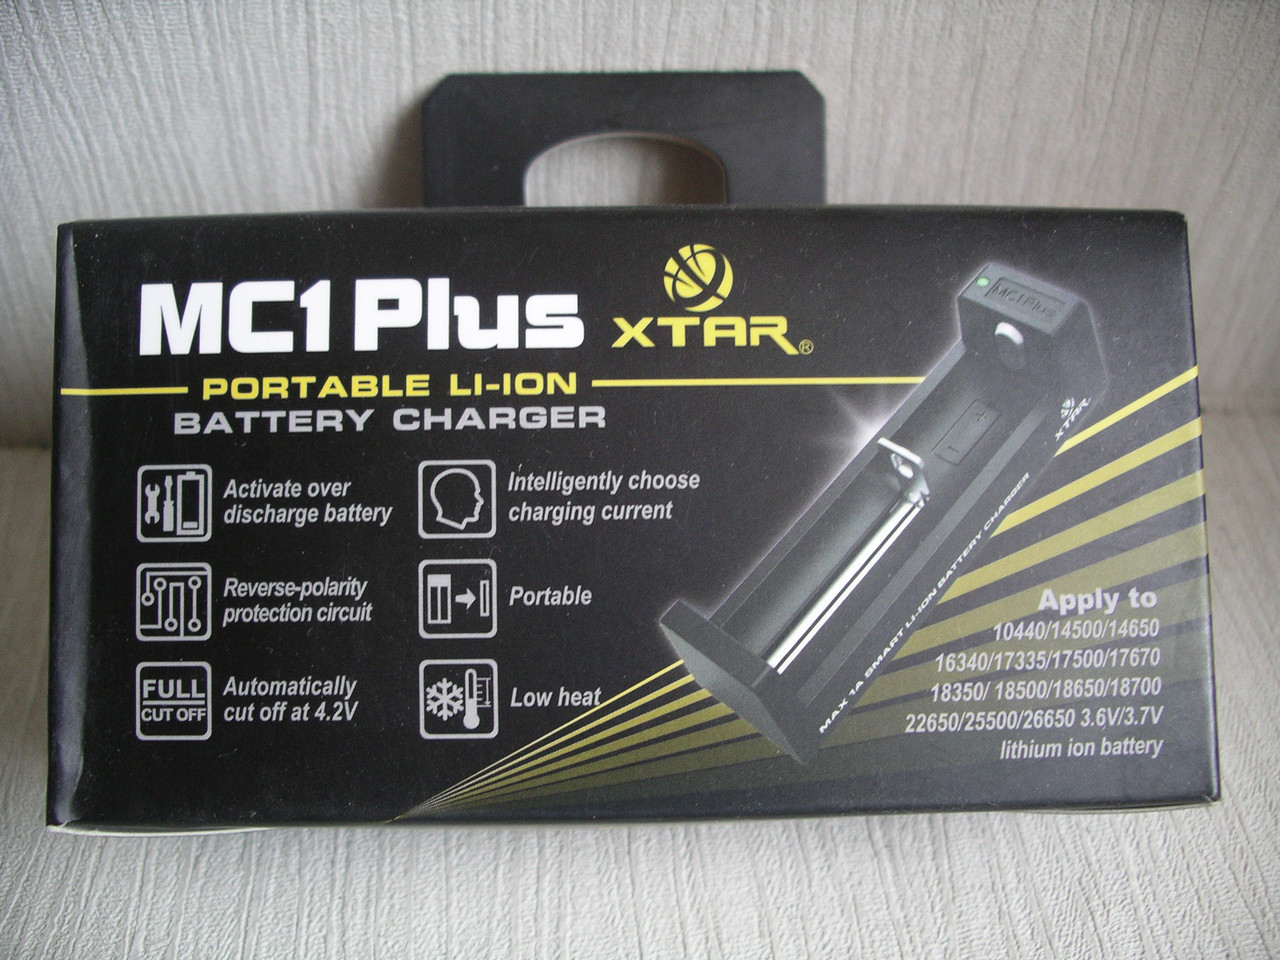 MC1 Plus
XTAR®
PORTABLE LI-ION
BATTERY CHARGER
Activate over
discharge battery
Intelligently choose
charging current
Reverse-polarity
protection circuit
Portable
FULL
CUT OFF
Automatically
cut off at 4.2V
Low heat
MC1Plus
XTAR
MAX 1A SMART LI-ION BATTERY CHARGER
Apply to
10440/14500/14650
16340/17335/17500/17670
18350/ 18500/18650/18700
22650/25500/26650 3.6V/3.7V
lithium ion battery